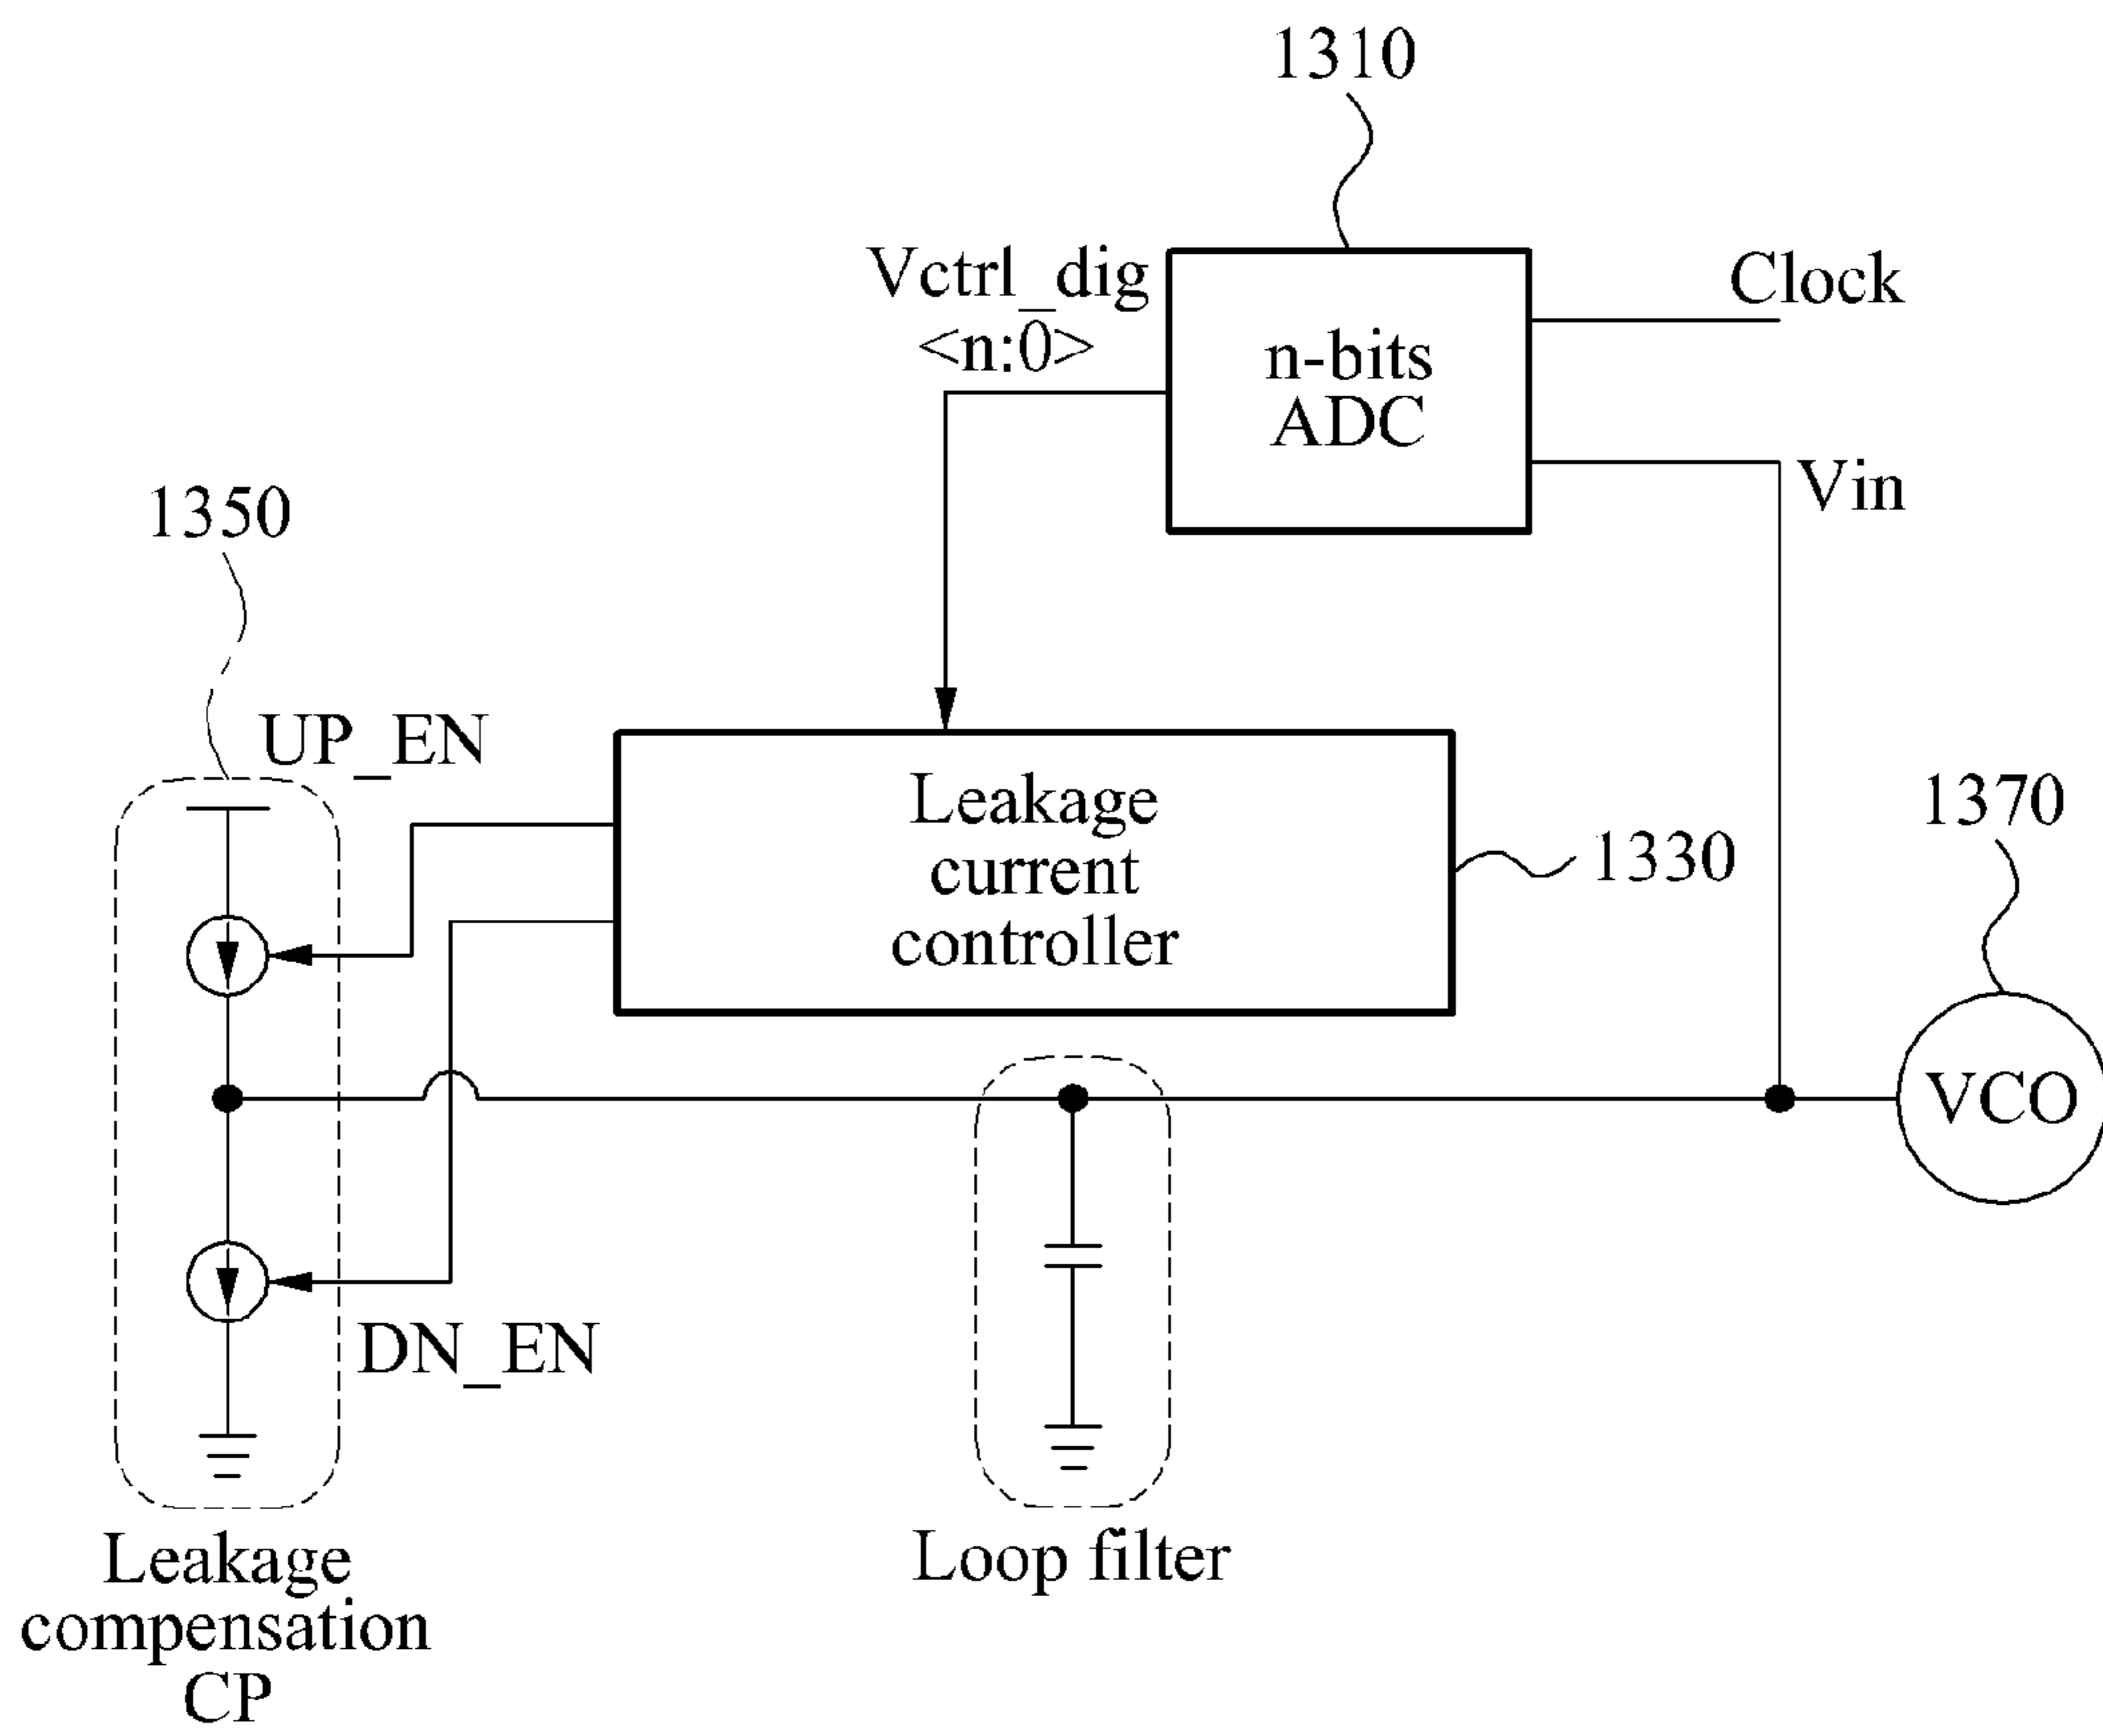 1310
Vctrl_dig
<n:0>
Clock
n-bits
ADC
Vin
1350
UP_EN
Leakage
current
controller
1330
1370
VCO
DN_EN
Loop filter
Leakage
compensation
CP